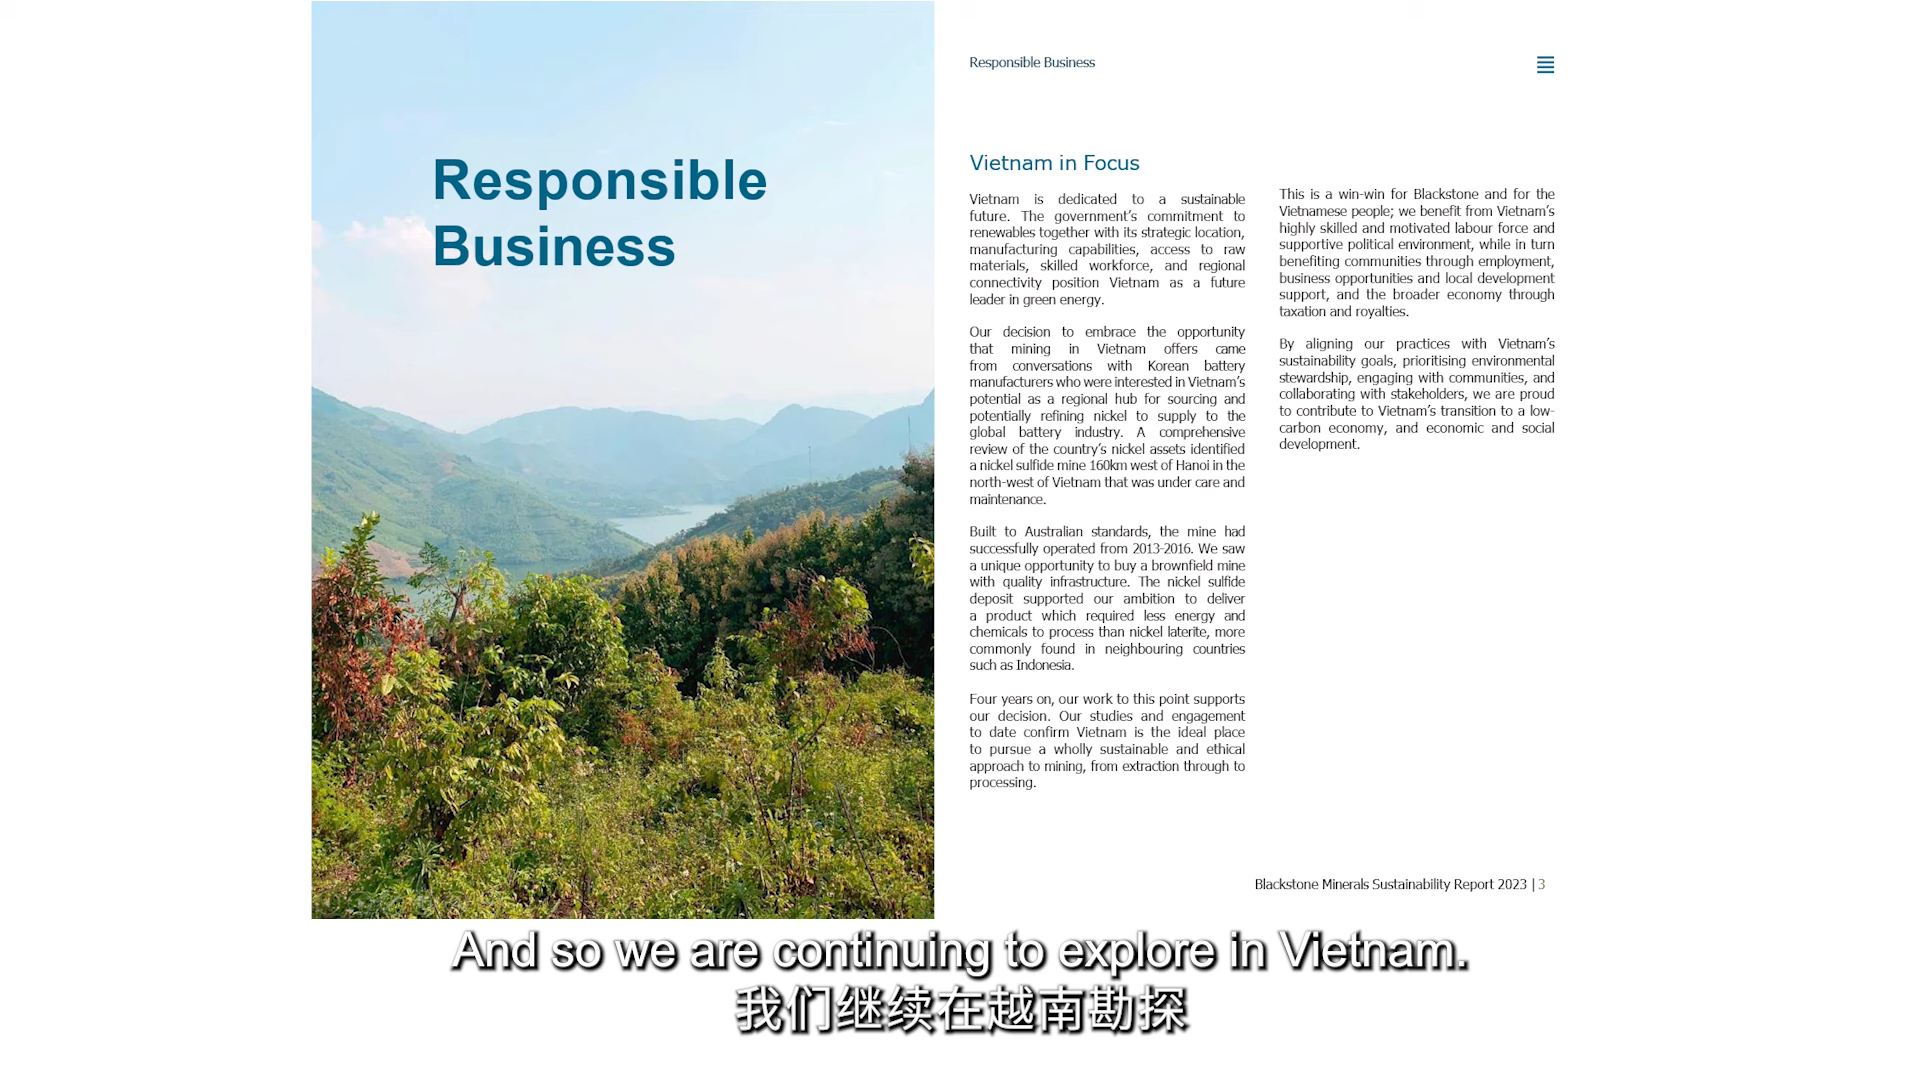 Responsible
Business
Responsible Business
Vietnam in Focus
Vietnam is dedicated to a sustainable
future. The government's commitment to
renewables together with its strategic location,
manufacturing capabilities, access to raw
materials, skilled workforce, and regional
connectivity position Vietnam as a future
leader in green energy.
Our decision to embrace the opportunity
that mining in Vietnam offers came
from conversations with Korean battery
manufacturers who were interested in Vietnam's
potential as a regional hub for sourcing and
potentially refining nickel to supply to the
global battery industry. A comprehensive
review of the country's nickel assets identified
a nickel sulfide mine 160km west of Hanoi in the
north-west of Vietnam that was under care and
maintenance.
Built to Australian standards, the mine had
successfully operated from 2013-2016. We saw
a unique opportunity to buy a brownfield mine
with quality infrastructure. The nickel sulfide
deposit supported our ambition to deliver
a product which required less energy and
chemicals to process than nickel laterite, more
commonly found in neighbouring countries
such as Indonesia.
Four years on, our work to this point supports
our decision. Our studies and engagement
to date confirm Vietnam is the ideal place
to pursue a wholly sustainable and ethical
approach to mining, from extraction through to
processing.
This is a win-win for Blackstone and for the
Vietnamese people; we benefit from Vietnam's
highly skilled and motivated labour force and
supportive political environment, while in turn
benefiting communities through employment,
business opportunities and local development
support, and the broader economy through
taxation and royalties.
By aligning our practices with Vietnam's
sustainability goals, prioritising environmental
stewardship, engaging with communities, and
collaborating with stakeholders, we are proud
to contribute to Vietnam's transition to a low-
carbon economy, and economic and social
development.
Blackstone Minerals Sustainability Report 2023 | 3
And so we are continuing to explore in Vietnam.
我们继续在越南勘探